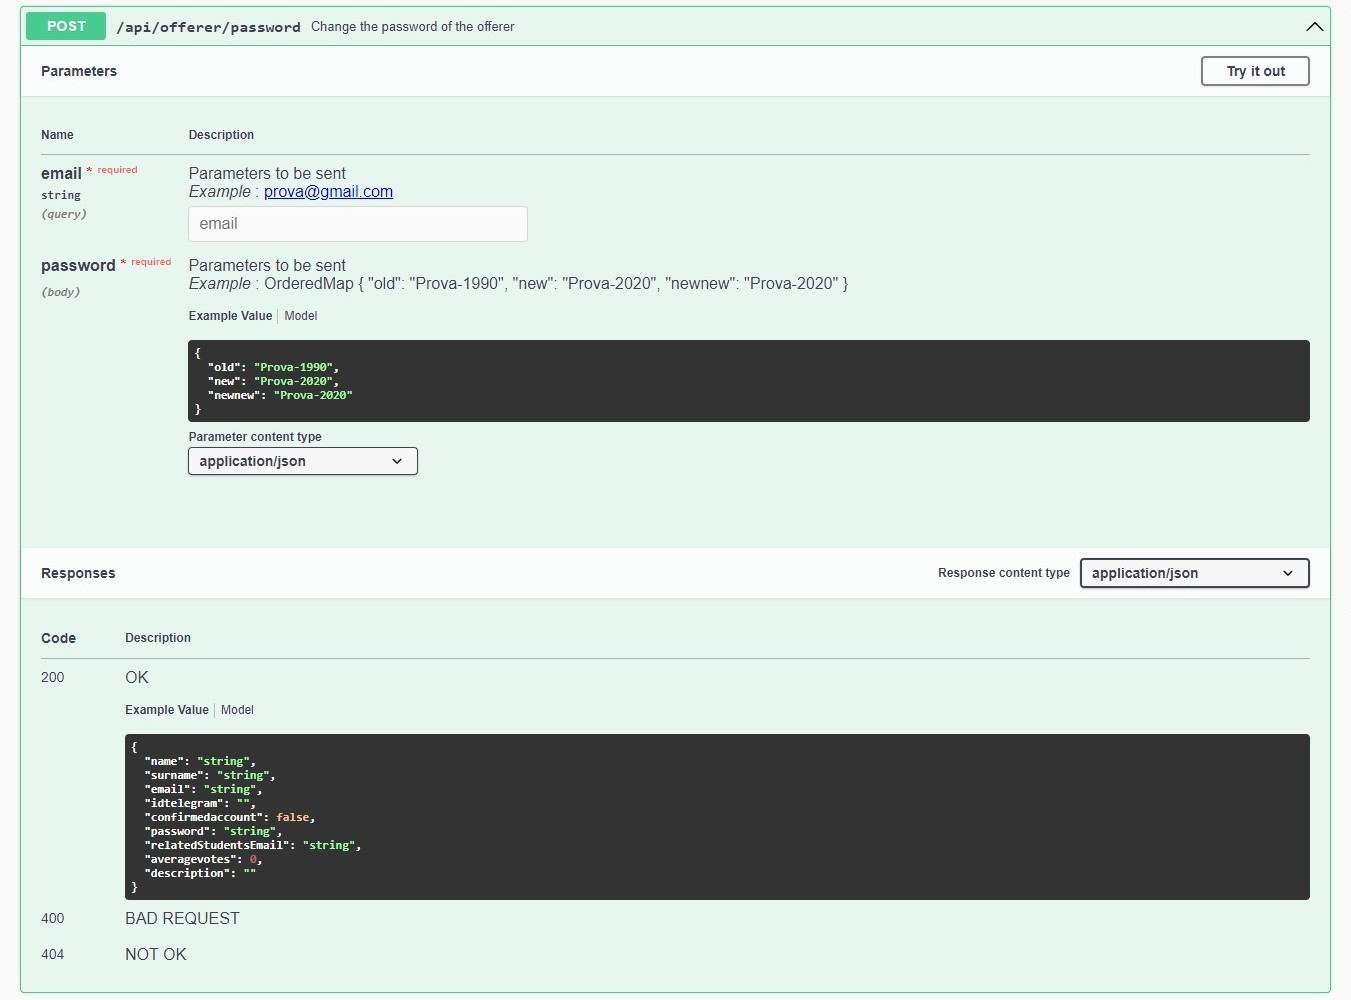 POST /api/offerer/password Change the password of the offerer
Parameters Try it out
Name Description
email * required Parameters to be sent
string Example : prova@gmail.com
(query) email
password * required Parameters to be sent
(body) Example : OrderedMap { "old": "Prova-1990", "new": "Prova-2020", "newnew": "Prova-2020" }
Example Value Model
{
"old": "Prova-1990",
"new": "Prova-2020",
"newnew": "Prova-2020"
}
Parameter content type
application/json
Responses Response content type application/json
Code Description
200 OK
Example Value Model
{
"name": "string",
"surname": "string",
"email": "string",
"idtelegram": "",
"confirmedaccount": false,
"password": "string",
"relatedStudentsEmail": "string",
"averagevotes": 0,
"description": ""
}
400 BAD REQUEST
404 NOT OK